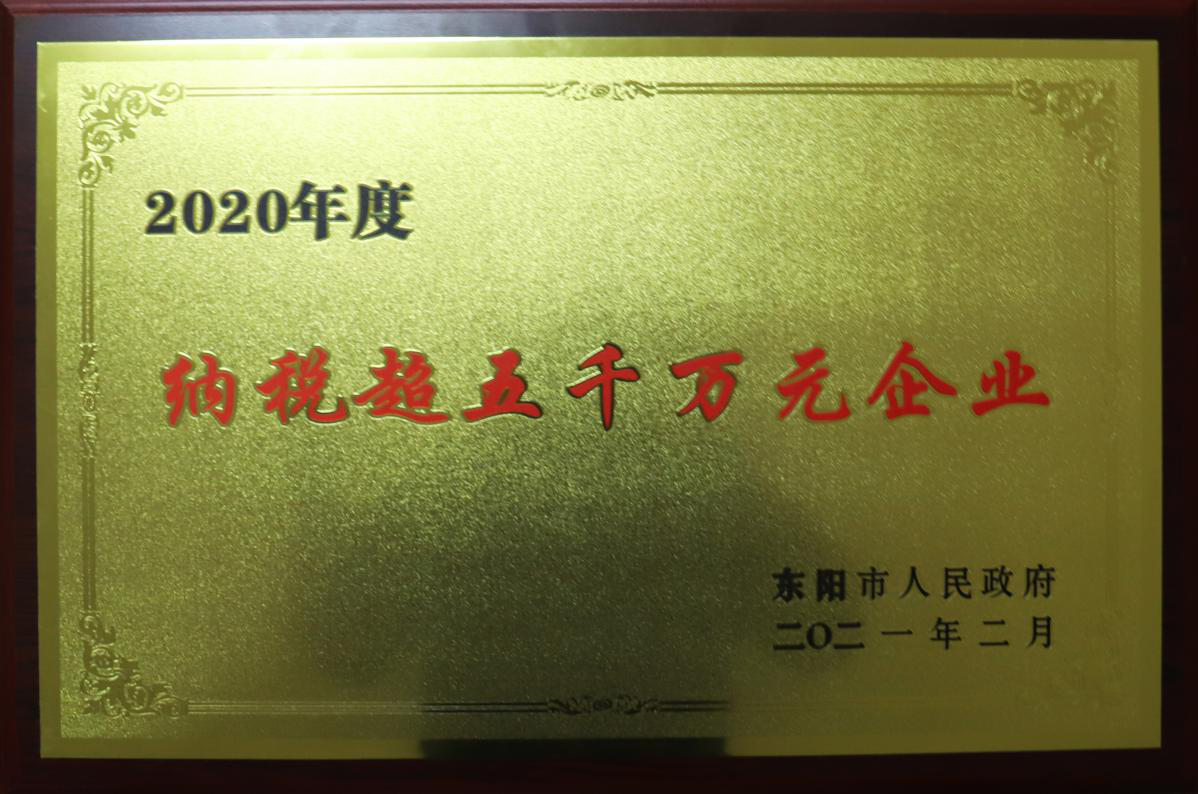 2020年度
纳税超五千万元企业
东阳市人民政府
二〇二一年二月